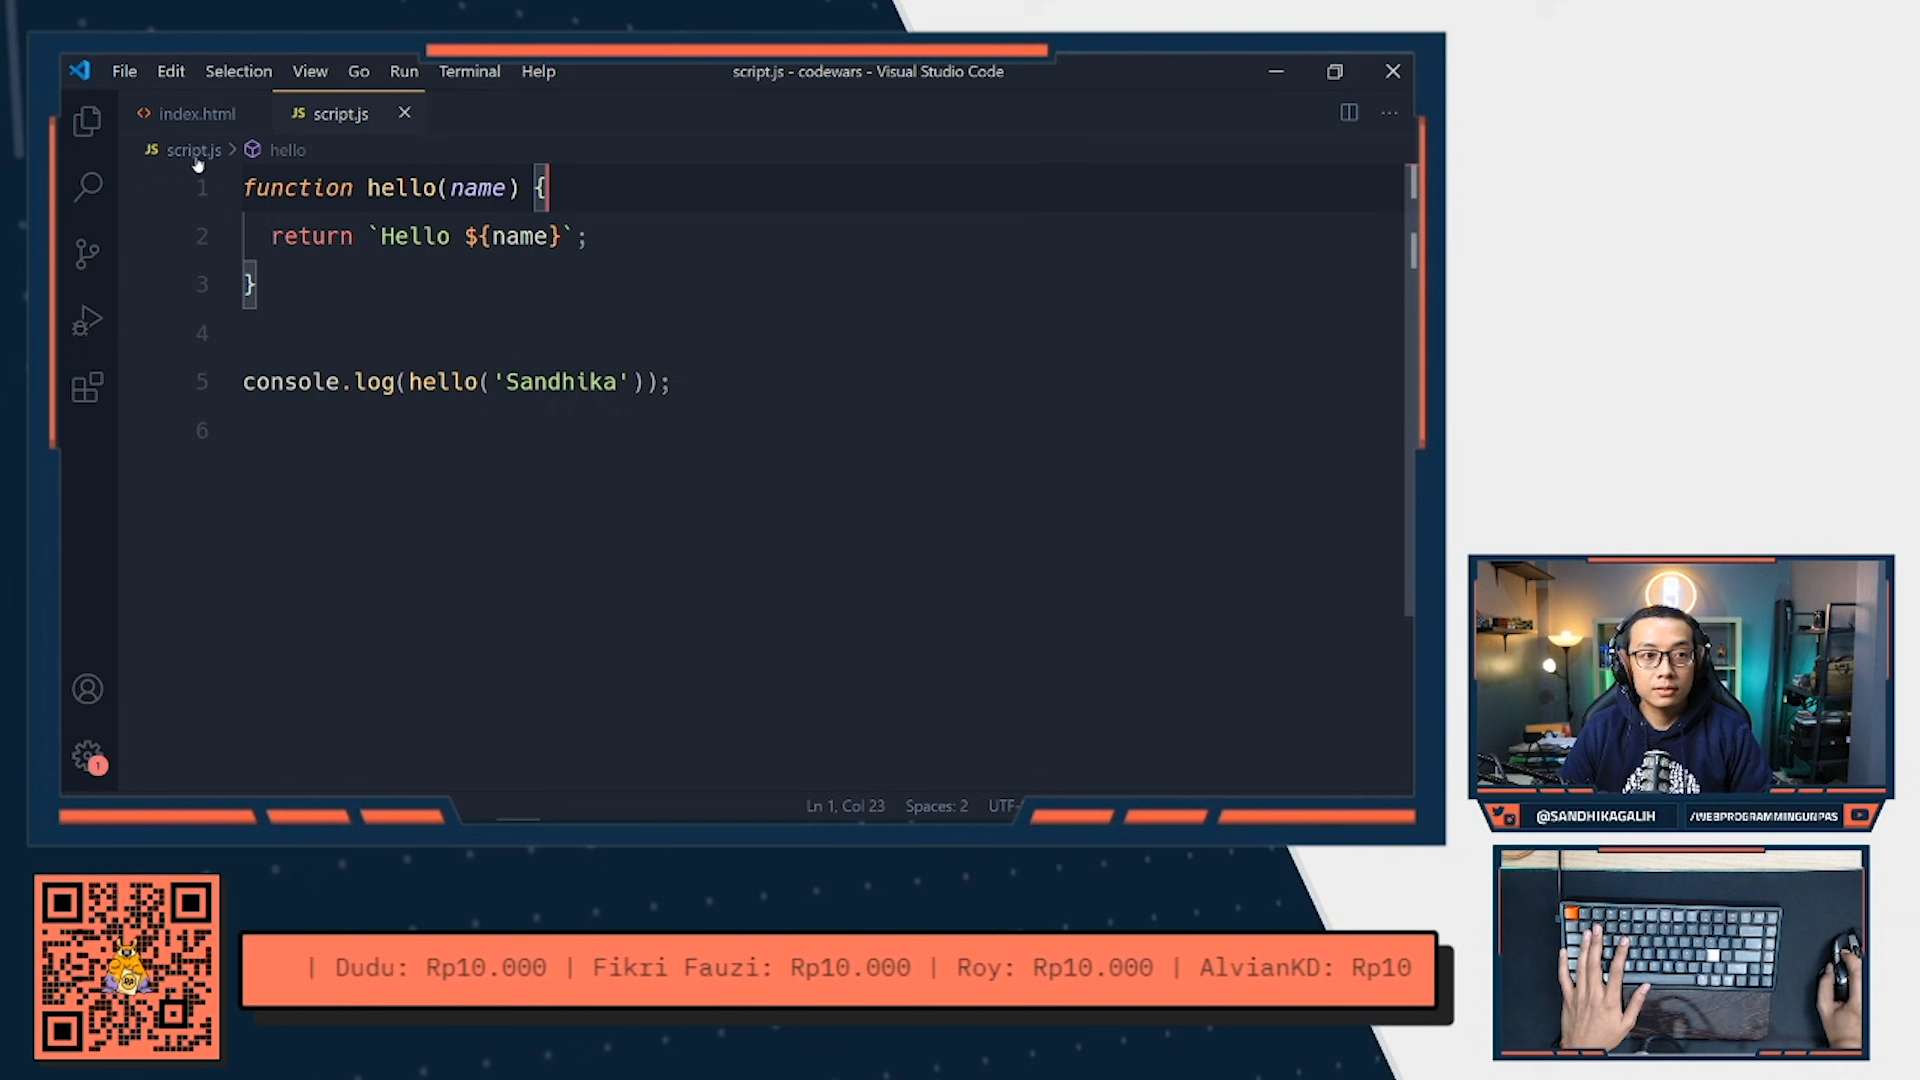 File Edit Selection View Go Run Terminal Help
script.js - codewars - Visual Studio Code
index.html
JS script.js
JS script.js > hello
1 function hello(name) {
2 return `Hello ${name}`;
3 }
4
5 console.log(hello('Sandhika'));
6
1
Ln 1, Col 23 Spaces: 2 UTF-
@SANDHIKAGALIH
/WEBPROGRAMMINGUNPAS
| Dudu: Rp10.000 | Fikri Fauzi: Rp10.000 | Roy: Rp10.000 | AlvianKD: Rp10